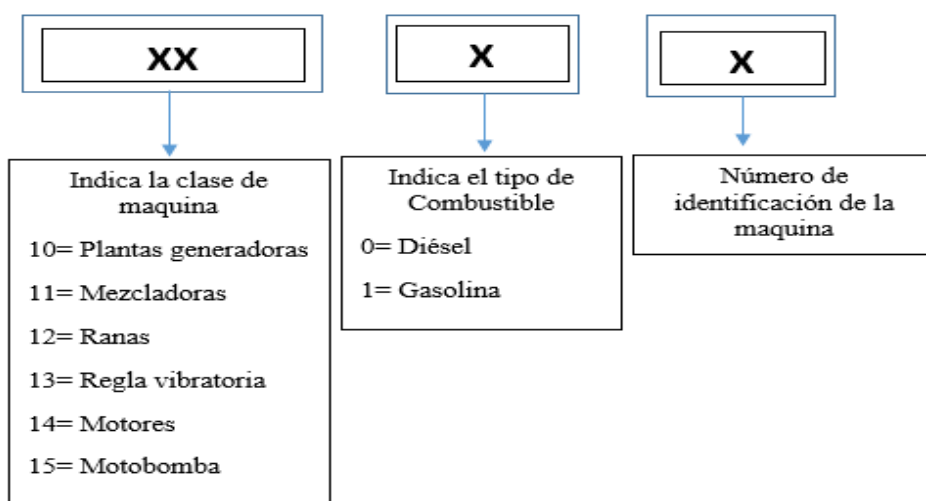 XX
X
X
Indica la clase de
maquina
10= Plantas generadoras
11= Mezcladoras
12= Ranas
13= Regla vibratoria
14= Motores
15= Motobomba
Indica el tipo de
Combustible
0= Diésel
1= Gasolina
Número de
identificación de la
maquina